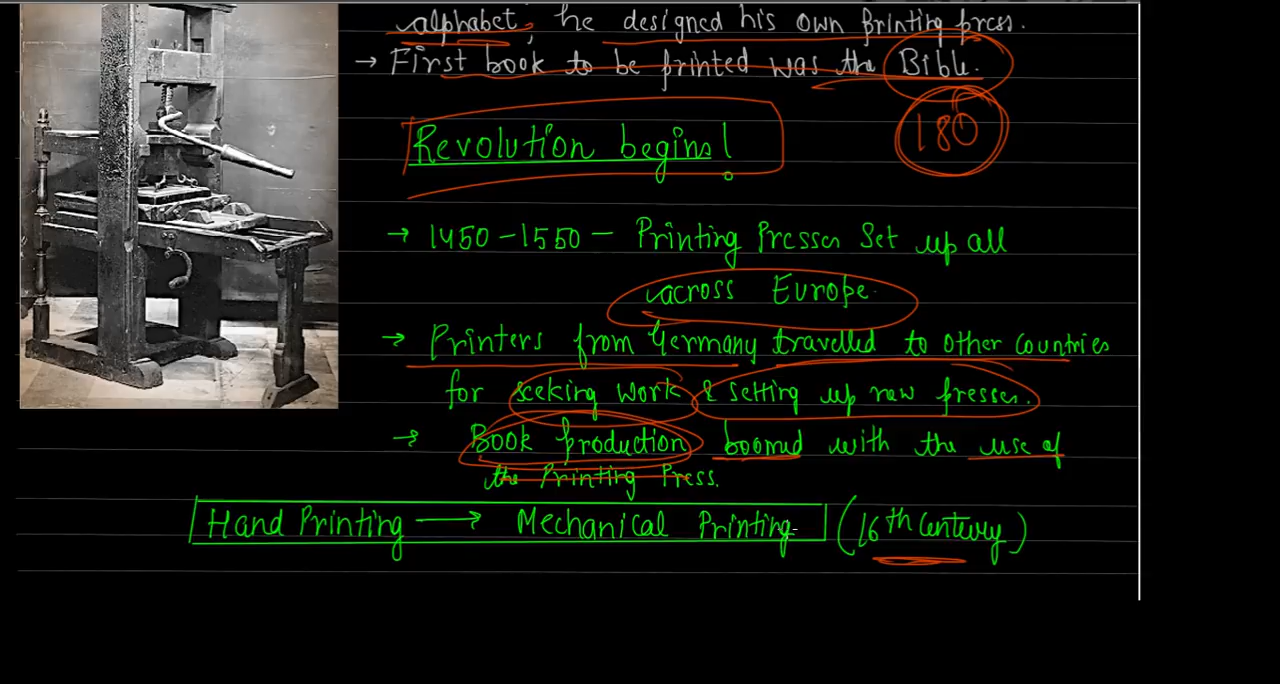 alphabet, he designed his own printing press.
→ First book to be printed was the Bible.
180
Revolution begins!
→ 1450-1550 - Printing Presses Set up all
across Europe.
→ Printers from Germany travelled to other countries
for seeking work & setting up new presses.
→ Book production boomed with the use of
the Printing Press.
Hand Printing → Mechanical Printing (16th Century)